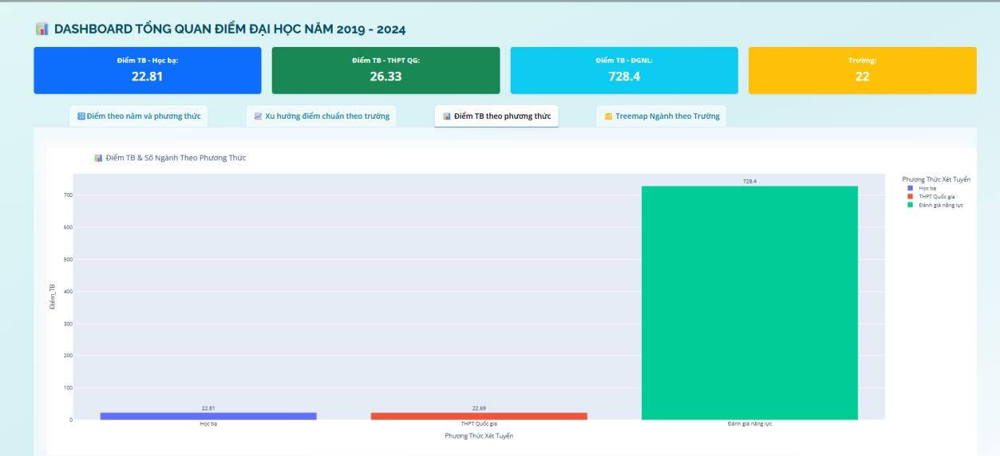 DASHBOARD TỔNG QUAN ĐIỂM ĐẠI HỌC NĂM 2019 - 2024
Điểm TB - Học bạ:
22.81
Điểm TB - THPT QG:
26.33
Điểm TB - ĐGNL:
728.4
Trường:
22
Điểm theo năm và phương thức
Xu hướng điểm chuẩn theo trường
Điểm TB theo phương thức
Treemap Ngành theo Trường
Điểm TB & Số Ngành Theo Phương Thức
Điểm_TB
700
600
500
400
300
200
100
0
22.81
22.69
728.4
Học bạ
THPT Quốc gia
Đánh giá năng lực
Phương Thức Xét Tuyển
Phương Thức Xét Tuyển
Học bạ
THPT Quốc gia
Đánh giá năng lực